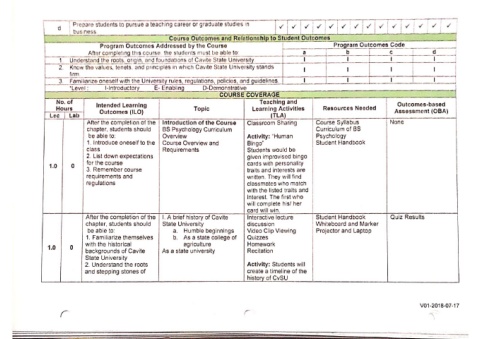 d Prepare students to pursue a teaching career or graduate studies in business. ✓ ✓ ✓ ✓ ✓ ✓ ✓ ✓ ✓ ✓ ✓
Course Outcomes and Relationship to Student Outcomes
Program Outcomes Addressed by the Course
After completing this course, the students must be able to:
Program Outcomes Code
a b c d
1. Understand the roots, origin, and foundations of Cavite State University I I I I
2. Know the values, tenets, and principles in which Cavite State University stands firm. I I I I
3. Familiarize oneself with the University rules, regulations, policies, and guidelines. I I I I
*Level: I-Introductory E- Enabling D-Demonstrative
COURSE COVERAGE
No. of Hours
Lec Lab
Intended Learning Outcomes (ILO)
Topic
Teaching and Learning Activities (TLA)
Resources Needed
Outcomes-based Assessment (OBA)
1.0 0
After the completion of the
chapter, students should
be able to:
1. Introduce oneself to the
class
2. List down expectations
for the course
3. Remember course
requirements and
regulations
Introduction of the Course
BS Psychology Curriculum
Overview
Course Overview and
Requirements
Classroom Sharing
Activity: "Human
Bingo"
Students would be
given improvised bingo
cards with personality
traits and interests are
written. They will find
classmates who match
with the listed traits and
interest. The first who
will complete his/ her
card will win.
Course Syllabus
Curriculum of BS
Psychology
Student Handbook
None
1.0 0
After the completion of the
chapter, students should
be able to:
1. Familiarize themselves
with the historical
backgrounds of Cavite
State University
2. Understand the roots
and stepping stones of
I. A brief history of Cavite
State University
a. Humble beginnings
b. As a state college of
agriculture
As a state university
Interactive lecture
discussion
Video Clip Viewing
Quizzes
Homework
Recitation
Activity: Students will
create a timeline of the
history of CvSU
Student Handbook
Whiteboard and Marker
Projector and Laptop
Quiz Results
V01-2018-07-17